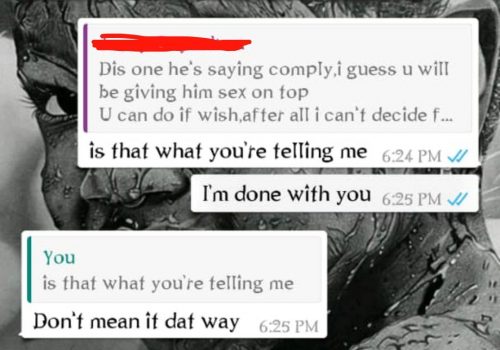 Dis one he's saying comply,i guess u will
be giving him sex on top
U can do if wish,after all i can't decide f...
is that what you're telling me 6:24 PM
I'm done with you 6:25 PM
You
is that what you're telling me
Don't mean it dat way 6:25 PM